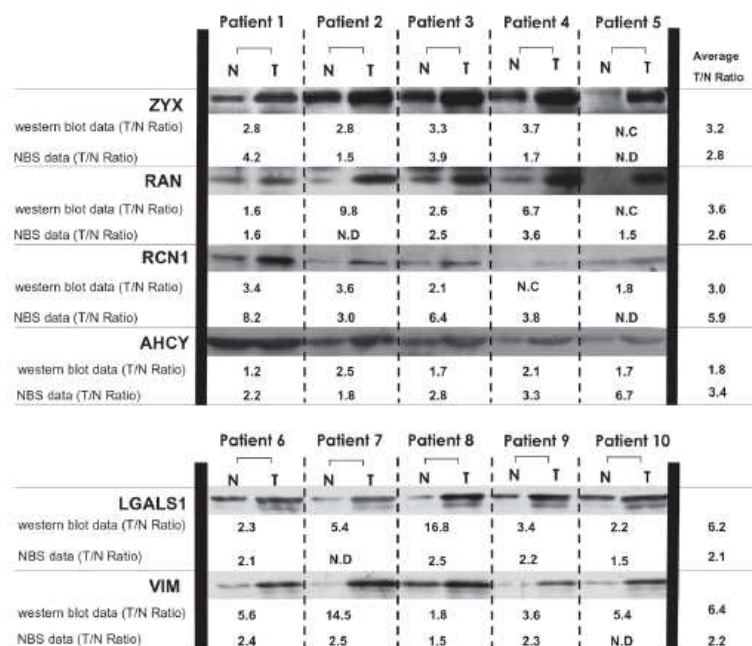 Patient 1 Patient 2 Patient 3 Patient 4 Patient 5
N T N T N T N T N T Average
T/N Ratio
ZYX
western blot data (T/N Ratio) 2.8 2.8 3.3 3.7 N.C 3.2
NBS data (T/N Ratio) 4.2 1.5 3.9 1.7 N.D 2.8
RAN
western blot data (T/N Ratio) 1.6 9.8 2.6 6.7 N.C 3.6
NBS data (T/N Ratio) 1.6 N.D 2.5 3.6 1.5 2.6
RCN1
western blot data (T/N Ratio) 3.4 3.6 2.1 N.C 1.8 3.0
NBS data (T/N Ratio) 8.2 3.0 6.4 3.8 N.D 5.9
AHCY
western blot data (T/N Ratio) 1.2 2.5 1.7 2.1 1.7 1.8
NBS data (T/N Ratio) 2.2 1.8 2.8 3.3 6.7 3.4
Patient 6 Patient 7 Patient 8 Patient 9 Patient 10
N T N T N T N T N T
LGALS1
western blot data (T/N Ratio) 2.3 5.4 16.8 3.4 2.2 6.2
NBS data (T/N Ratio) 2.1 N.D 2.5 2.2 1.5 2.1
VIM
western blot data (T/N Ratio) 5.6 14.5 1.8 3.6 5.4 6.4
NBS data (T/N Ratio) 2.4 2.5 1.5 2.3 N.D 2.2